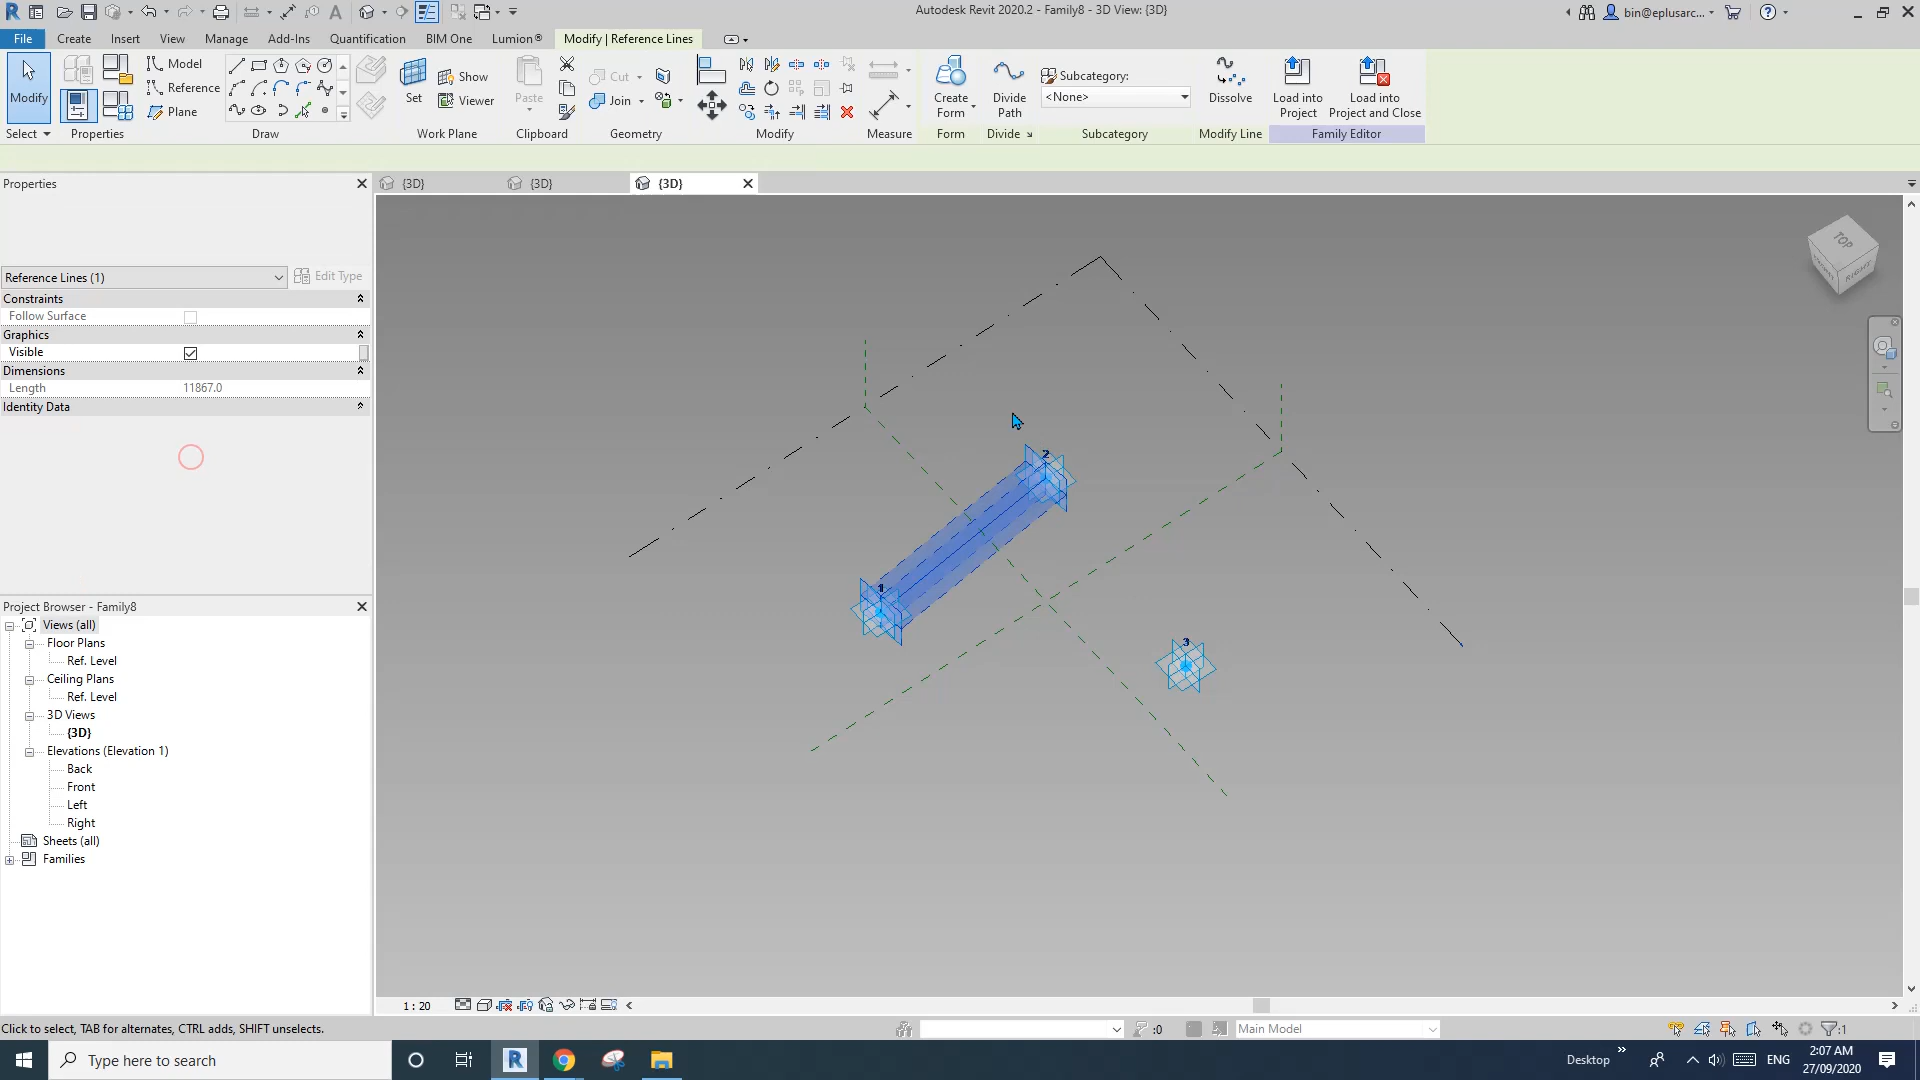 Autodesk Revit 2020.2 - Family8 - 3D View: {3D}
bin@eplusarc...
File
Create
Insert
View
Manage
Add-Ins
Quantification
BIM One
Lumion®
Modify | Reference Lines
Modify
Model
Reference
Plane
Set
Show
Viewer
Paste
Cut
Join
Create
Form
Divide
Path
Subcategory:
<None>
Dissolve
Load into
Project
Load into
Project and Close
Select
Properties
Draw
Work Plane
Clipboard
Geometry
Modify
Measure
Form
Divide
Subcategory
Modify Line
Family Editor
Properties
{3D}
{3D}
{3D}
Reference Lines (1)
Edit Type
Constraints
Follow Surface
Graphics
Visible
Dimensions
Length
11867.0
Identity Data
TOP
FRONT
RIGHT
2
1
3
Project Browser - Family8
Views (all)
Floor Plans
Ref. Level
Ceiling Plans
Ref. Level
3D Views
{3D}
Elevations (Elevation 1)
Back
Front
Left
Right
Sheets (all)
Families
1 : 20
Click to select, TAB for alternates, CTRL adds, SHIFT unselects.
:0
Main Model
:1
Type here to search
Desktop
ENG
2:07 AM
27/09/2020